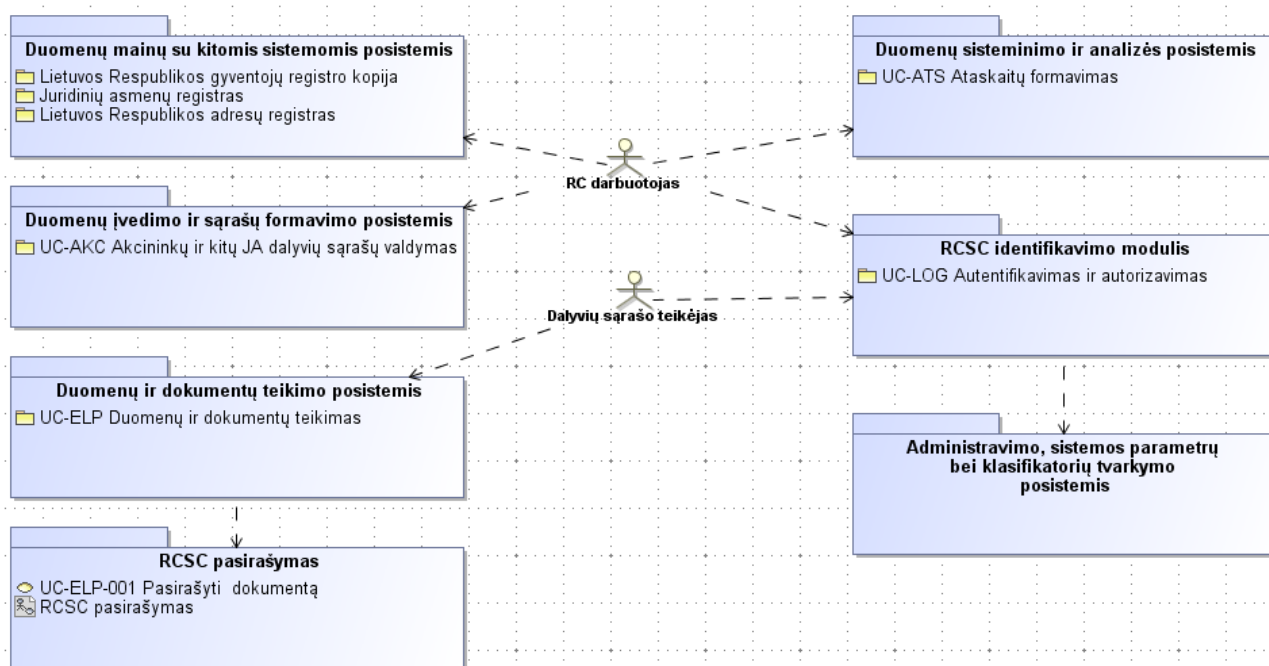 Duomenų mainų su kitomis sistemomis posistemis
Lietuvos Respublikos gyventojų registro kopija
Juridinių asmenų registras
Lietuvos Respublikos adresų registras
Duomenų sisteminimo ir analizės posistemis
UC-ATS Ataskaitų formavimas
RC darbuotojas
Duomenų įvedimo ir sąrašų formavimo posistemis
UC-AKC Akcininkų ir kitų JA dalyvių sąrašų valdymas
RCSC identifikavimo modulis
UC-LOG Autentifikavimas ir autorizavimas
Dalyvių sąrašo teikėjas
Duomenų ir dokumentų teikimo posistemis
UC-ELP Duomenų ir dokumentų teikimas
Administravimo, sistemos parametrų
bei klasifikatorių tvarkymo
posistemis
RCSC pasirašymas
UC-ELP-001 Pasirašyti dokumentą
RCSC pasirašymas